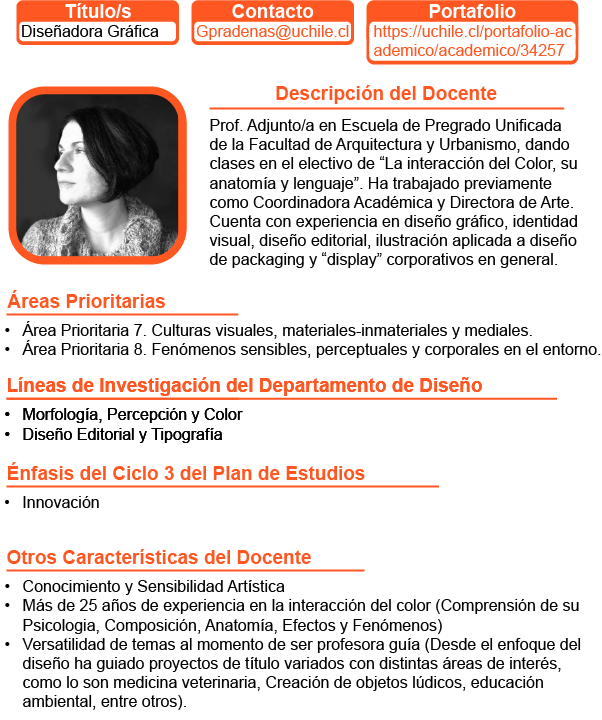 Título/s
Diseñadora Gráfica
Contacto
Gpradenas@uchile.cl
Portafolio
https://uchile.cl/portafolio-ac
ademico/academico/34257
Descripción del Docente
Prof. Adjunto/a en Escuela de Pregrado Unificada
de la Facultad de Arquitectura y Urbanismo, dando
clases en el electivo de “La interacción del Color, su
anatomía y lenguaje”. Ha trabajado previamente
como Coordinadora Académica y Directora de Arte.
Cuenta con experiencia en diseño gráfico, identidad
visual, diseño editorial, ilustración aplicada a diseño
de packaging y “display” corporativos en general.
Áreas Prioritarias
• Área Prioritaria 7. Culturas visuales, materiales-inmateriales y mediales.
• Área Prioritaria 8. Fenómenos sensibles, perceptuales y corporales en el entorno.
Líneas de Investigación del Departamento de Diseño
• Morfología, Percepción y Color
• Diseño Editorial y Tipografía
Énfasis del Ciclo 3 del Plan de Estudios
• Innovación
Otros Características del Docente
• Conocimiento y Sensibilidad Artística
• Más de 25 años de experiencia en la interacción del color (Comprensión de su
Psicologia, Composición, Anatomía, Efectos y Fenómenos)
• Versatilidad de temas al momento de ser profesora guía (Desde el enfoque del
diseño ha guiado proyectos de título variados con distintas áreas de interés,
como lo son medicina veterinaria, Creación de objetos lúdicos, educación
ambiental, entre otros).